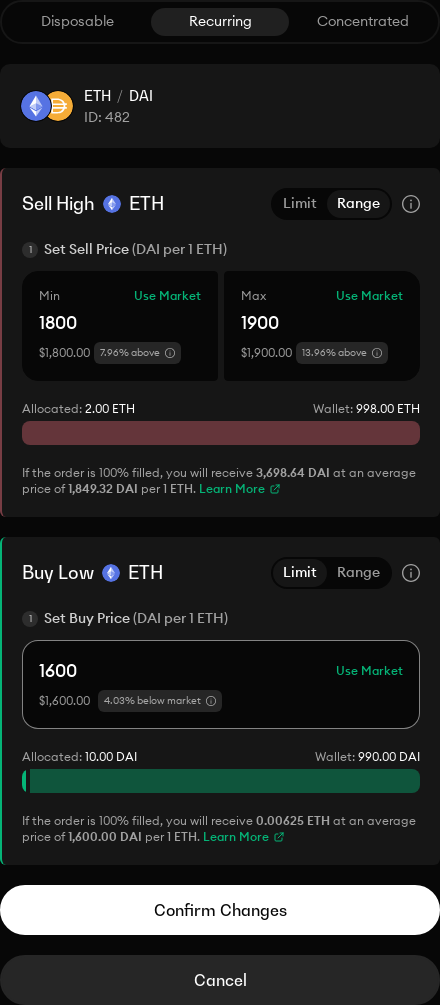 Disposable Recurring Concentrated
ETH / DAI
ID: 482
Sell High ETH Limit Range
1 Set Sell Price (DAI per 1 ETH)
Min Use Market Max Use Market
1800 1900
$1,800.00 7.96% above $1,900.00 13.96% above
Allocated: 2.00 ETH Wallet: 998.00 ETH
If the order is 100% filled, you will receive 3,698.64 DAI at an average
price of 1,849.32 DAI per 1 ETH. Learn More
Buy Low ETH Limit Range
1 Set Buy Price (DAI per 1 ETH)
1600 Use Market
$1,600.00 4.03% below market
Allocated: 10.00 DAI Wallet: 990.00 DAI
If the order is 100% filled, you will receive 0.00625 ETH at an average
price of 1,600.00 DAI per 1 ETH. Learn More
Confirm Changes
Cancel